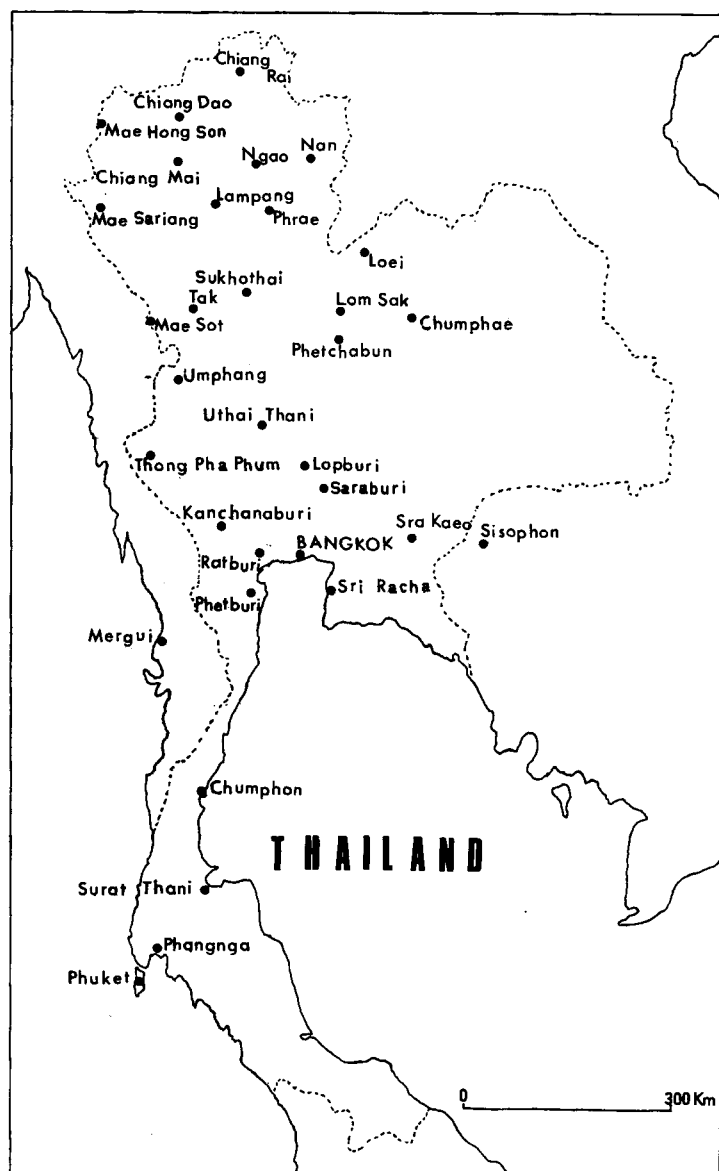 Chiang
Rai
Chiang Dao
Mae Hong Son
Nan
Ngao
Chiang Mai
Lampang
Mae Sariang
Phrae
Loei
Sukhothai
Tak
Lom Sak
Mae Sot
Chumphae
Phetchabun
Umphang
Uthai Thani
Thong Pha Phum
Lopburi
Saraburi
Kanchanaburi
Sra Kaeo
Sisophon
BANGKOK
Ratburi
Phetburi
Sri Racha
Mergui
Chumphon
THAILAND
Surat Thani
Phangnga
Phuket
0 300 Km